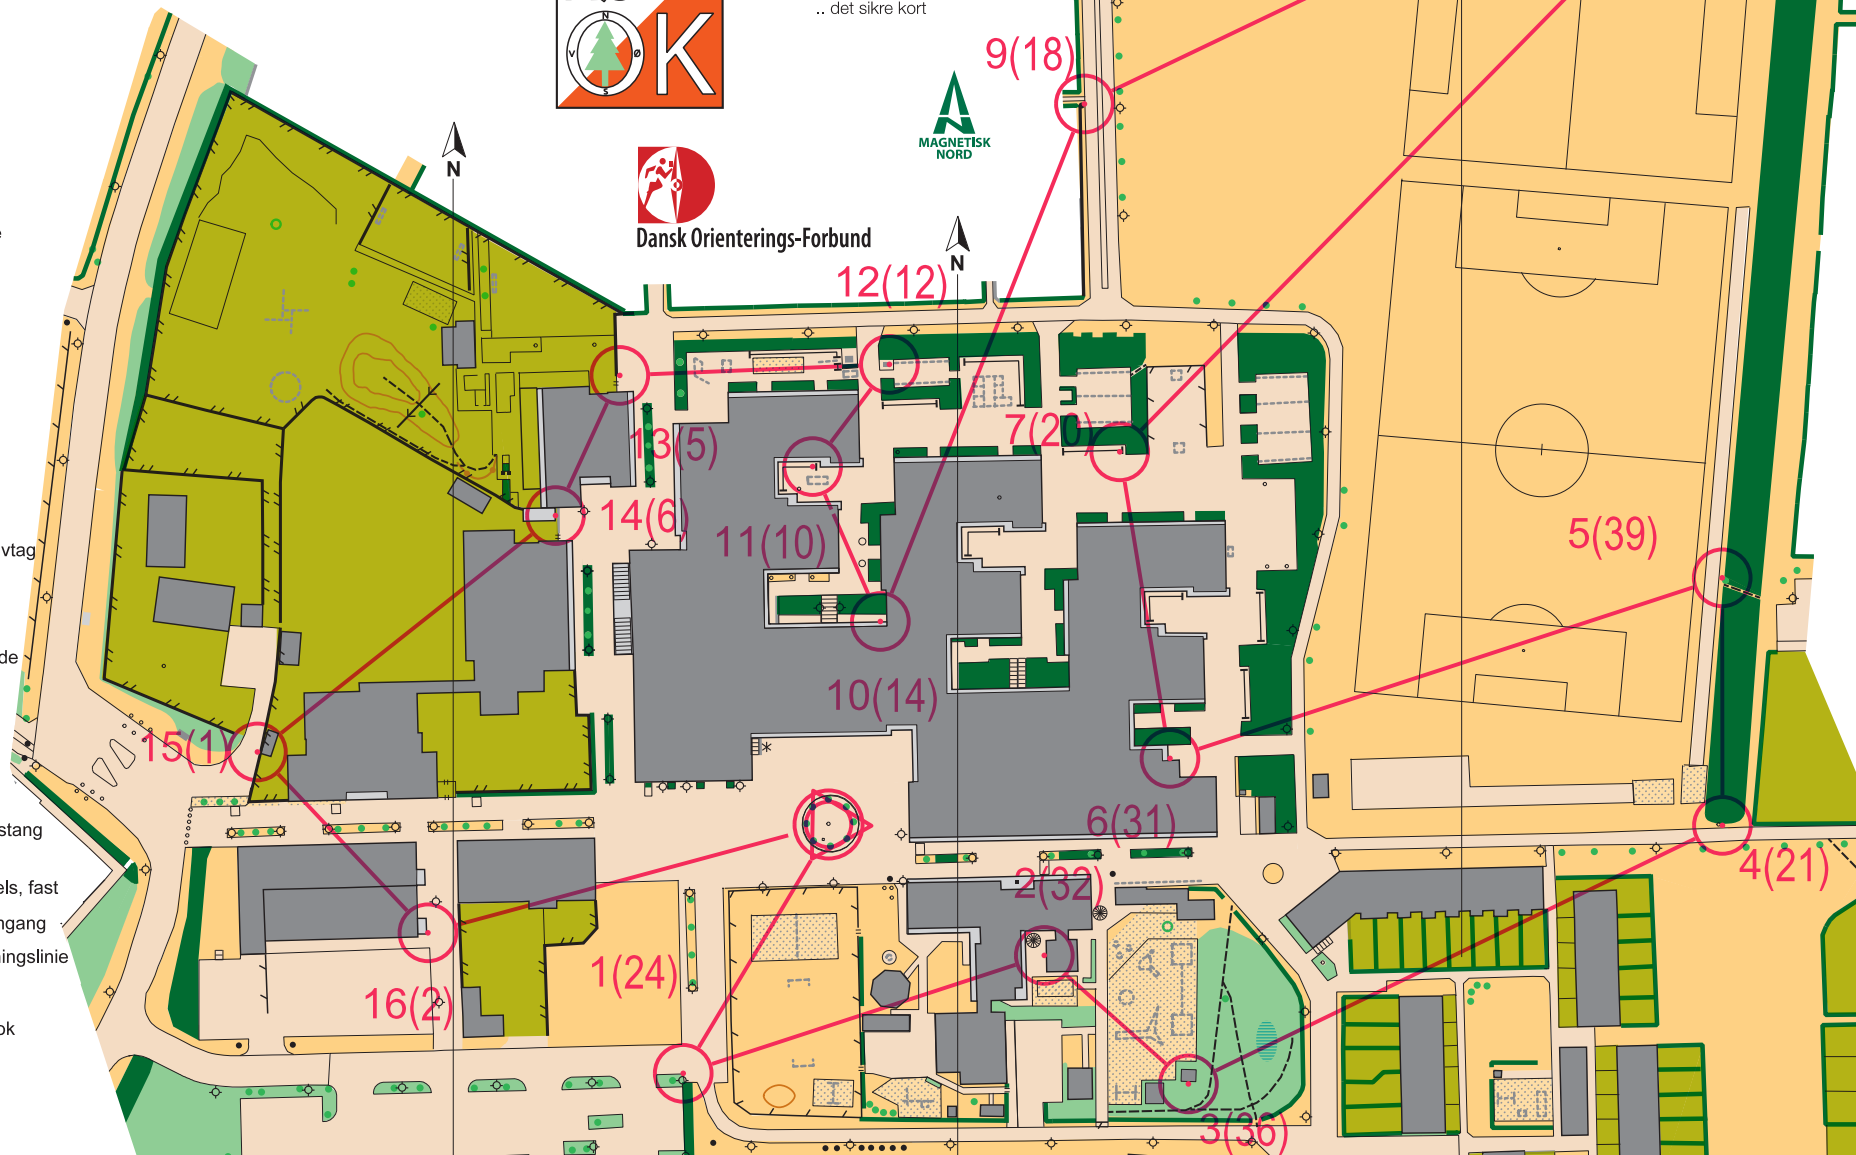 .. det sikre kort
OK
V
N
Ø
S
9(18)
MAGNETISK
NORD
N
Dansk Orienterings-Forbund
N
12(12)
7(20)
13(5)
14(6)
11(10)
5(39)
vtag
de
10(14)
15(1)
stang
6(31)
4(21)
els, fast
2(32)
ngang
ningslinie
1(24)
16(2)
ok
3(36)